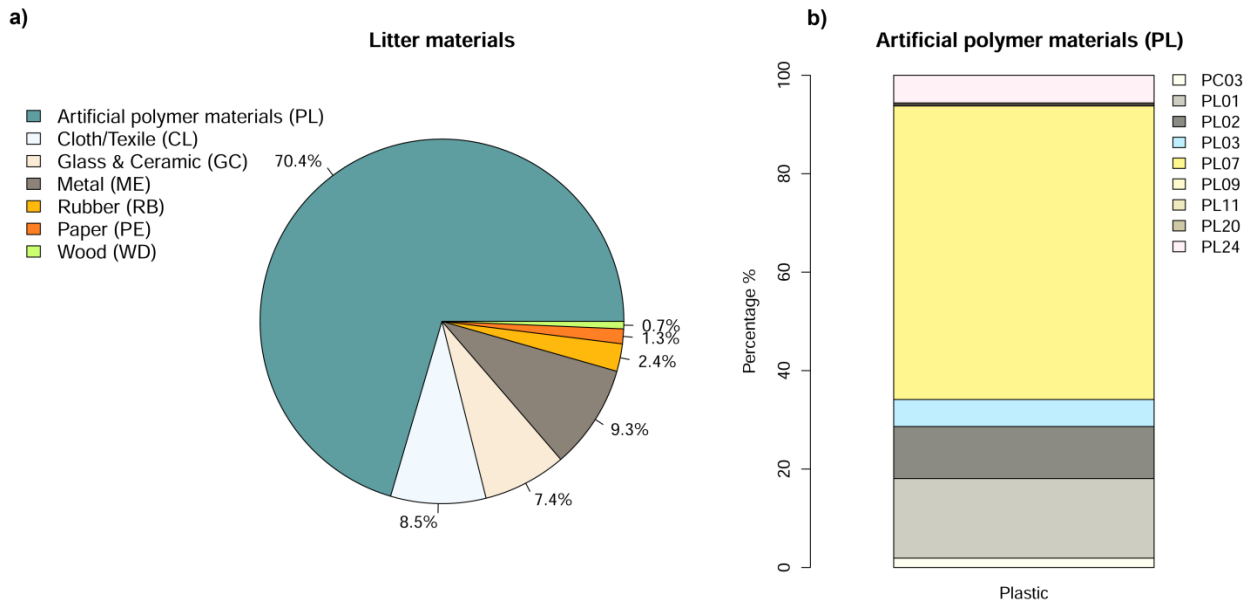 a)
Litter materials
Artificial polymer materials (PL)
Cloth/Texile (CL)
Glass & Ceramic (GC)
Metal (ME)
Rubber (RB)
Paper (PE)
Wood (WD)
70.4%
0.7%
1.3%
2.4%
9.3%
7.4%
8.5%
b)
Artificial polymer materials (PL)
Percentage %
100
80
60
40
20
0
Plastic
PC03
PL01
PL02
PL03
PL07
PL09
PL11
PL20
PL24